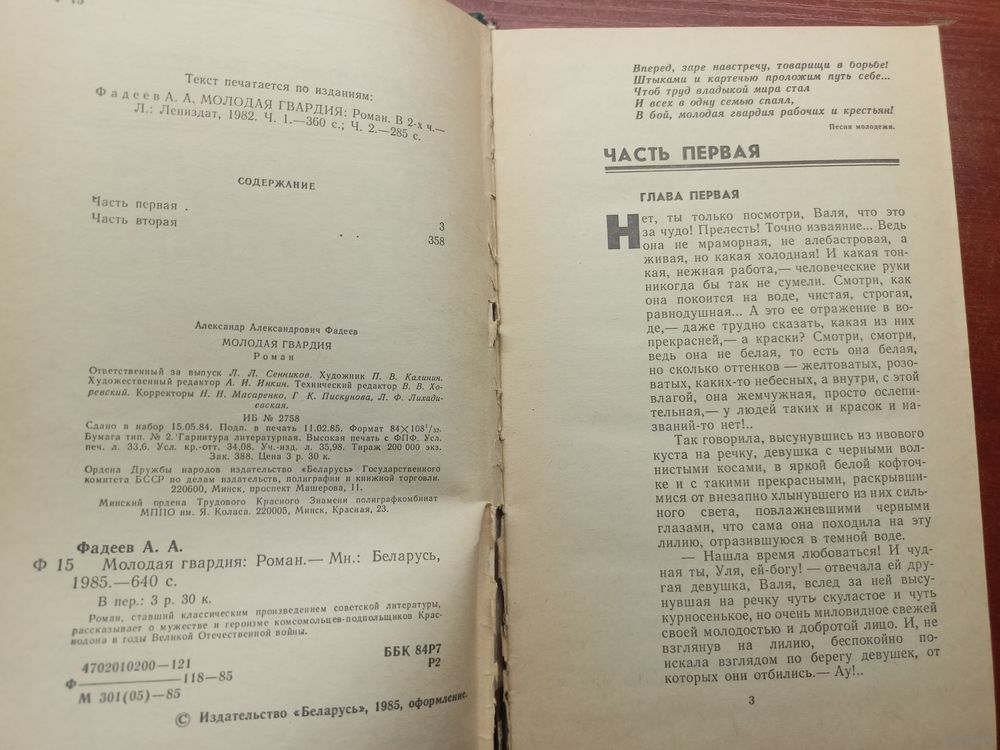 Ф 15
Текст печатается по изданиям:
Фадеев А. А. МОЛОДАЯ ГВАРДИЯ: Роман. В 2-х ч.—
Л.: Лениздат, 1982. Ч. 1.—360 с.; Ч. 2.—285 с.
СОДЕРЖАНИЕ
Часть первая .
3
Часть вторая
358
Александр Александрович Фадеев
МОЛОДАЯ ГВАРДИЯ
Роман
Ответственный за выпуск Л. Л. Сенников. Художник П. В. Калинин.
Художественный редактор А. И. Инкин. Технический редактор В. В. Хо-
ревский. Корректоры Н. Н. Масаренко, Г К. Пискунова, Л. Ф. Лихади-
евская.
ИБ № 2758
Сдано в набор 15.05.84. Подп. в печать 11.02.85. Формат 84×108¹/₃₂.
Бумага тип. № 2. Гарнитура литературная. Высокая печать с ФПФ. Усл.
печ. л. 33,6. Усл. кр.-отт. 34,08. Уч.-изд. л. 35,98. Тираж 200 000 экз.
Зак. 388. Цена 3 р. 30 к.
Ордена Дружбы народов издательство «Беларусь» Государственного
комитета БССР по делам издательств, полиграфии и книжной торговли.
220600, Минск, проспект Машерова, 11.
Минский ордена Трудового Красного Знамени полиграфкомбинат
МППО им. Я. Коласа. 220005, Минск, Красная, 23.
Фадеев А. А.
Ф 15 Молодая гвардия: Роман.— Мн.: Беларусь,
1985.—640 с.
В пер.: 3 р. 30 к.
Роман, ставший классическим произведением советской литературы,
рассказывает о мужестве и героизме комсомольцев-подпольщиков Крас-
нодона в годы Великой Отечественной войны.
4702010200—121
Ф ———— 118—85
М 301(05)—85
ББК 84Р7
Р2
© Издательство «Беларусь», 1985, оформление.
Вперед, заре навстречу, товарищи в борьбе!
Штыками и картечью проложим путь себе...
Чтоб труд владыкой мира стал
И всех в одну семью спаял,
В бой, молодая гвардия рабочих и крестьян!
Песня молодежи.
ЧАСТЬ ПЕРВАЯ
ГЛАВА ПЕРВАЯ
Нет, ты только посмотри, Валя, что это
за чудо! Прелесть! Точно изваяние... Ведь
она не мраморная, не алебастровая, а
живая, но какая холодная! И какая тон-
кая, нежная работа,— человеческие руки
никогда бы так не сумели. Смотри, как
она покоится на воде, чистая, строгая,
равнодушная... А это ее отражение в во-
де,— даже трудно сказать, какая из них
прекрасней,— а краски? Смотри, смотри,
ведь она не белая, то есть она белая,
но сколько оттенков — желтоватых, розо-
ватых, каких-то небесных, а внутри, с этой
влагой, она жемчужная, просто ослепи-
тельная,— у людей таких и красок и на-
званий-то нет!..
Так говорила, высунувшись из ивового
куста на речку, девушка с черными вол-
нистыми косами, в яркой белой кофточ-
ке и с такими прекрасными, раскрывши-
мися от внезапно хлынувшего из них силь-
ного света, повлажневшими черными
глазами, что сама она походила на эту
лилию, отразившуюся в темной воде.
— Нашла время любоваться! И чуд-
ная ты, Уля, ей-богу! — отвечала ей дру-
гая девушка, Валя, вслед за ней высу-
нувшая на речку чуть скуластое и чуть
курносенькое, но очень миловидное свежей
своей молодостью и добротой лицо. И, не
взглянув на лилию, беспокойно по-
искала взглядом по берегу девушек, от
которых они отбились.— Ау!..
3